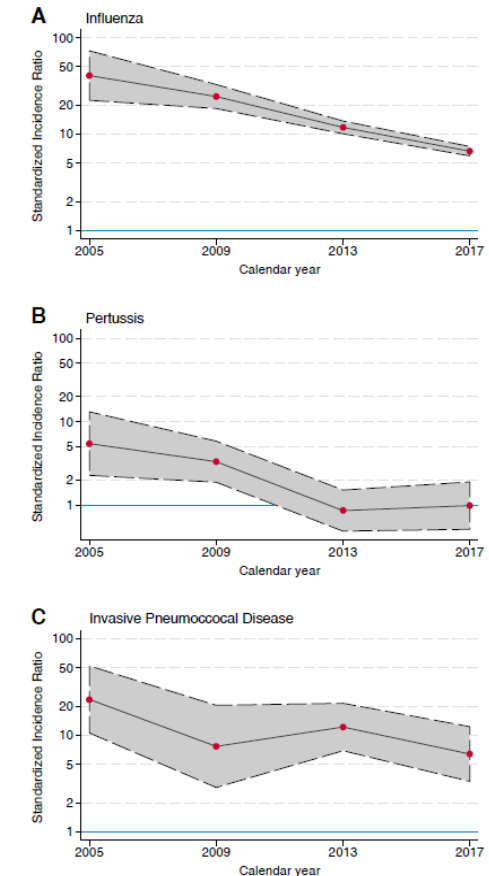 A Influenza
Standardized Incidence Ratio
100
50
20
10
5
2
1
2005 2009 2013 2017
Calendar year
B Pertussis
Standardized Incidence Ratio
100
50
20
10
5
2
1
2005 2009 2013 2017
Calendar year
C Invasive Pneumoccocal Disease
Standardized Incidence Ratio
100
50
20
10
5
2
1
2005 2009 2013 2017
Calendar year